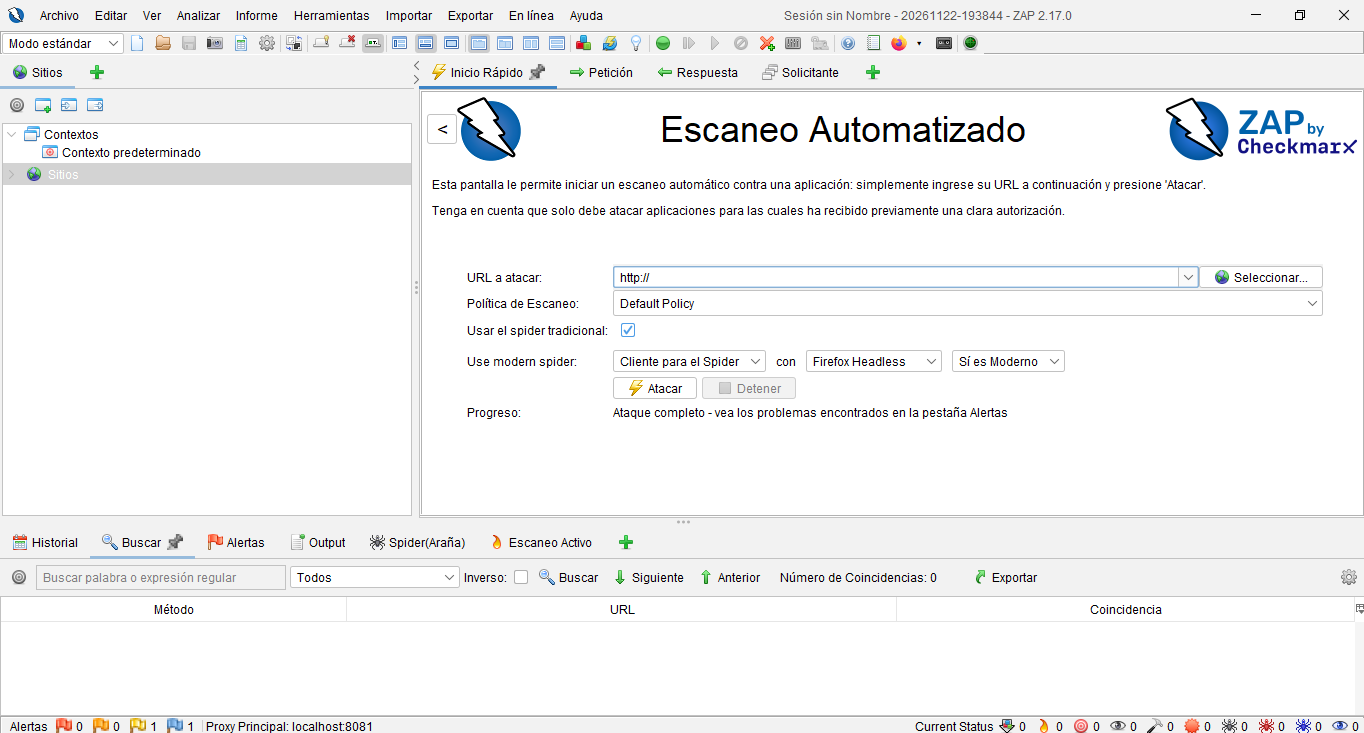 Archivo Editar Ver Analizar Informe Herramientas Importar Exportar En línea Ayuda Sesión sin Nombre - 20261122-193844 - ZAP 2.17.0
Modo estándar
Sitios Inicio Rápido Petición Respuesta Solicitante
Contextos
Contexto predeterminado
Sitios
< Escaneo Automatizado ZAP by Checkmarx
Esta pantalla le permite iniciar un escaneo automático contra una aplicación: simplemente ingrese su URL a continuación y presione 'Atacar'.
Tenga en cuenta que solo debe atacar aplicaciones para las cuales ha recibido previamente una clara autorización.
URL a atacar: http:// Seleccionar...
Política de Escaneo: Default Policy
Usar el spider tradicional:
Use modern spider: Cliente para el Spider con Firefox Headless Sí es Moderno
Atacar Detener
Progreso: Ataque completo - vea los problemas encontrados en la pestaña Alertas
Historial Buscar Alertas Output Spider(Araña) Escaneo Activo
Buscar palabra o expresión regular Todos Inverso: Buscar Siguiente Anterior Número de Coincidencias: 0 Exportar
Método URL Coincidencia
Alertas 0 0 1 1 Proxy Principal: localhost:8081 Current Status 0 0 0 0 0 0 0 0 0 0